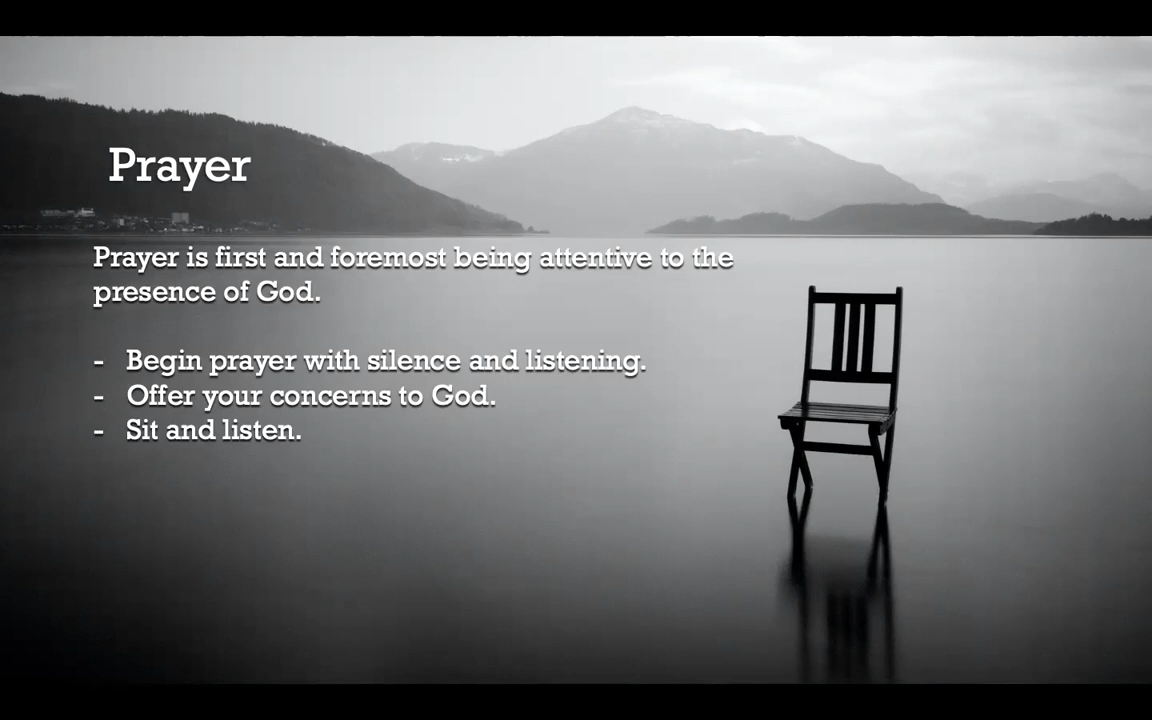 Prayer
Prayer is first and foremost being attentive to the
presence of God.
- Begin prayer with silence and listening.
- Offer your concerns to God.
- Sit and listen.